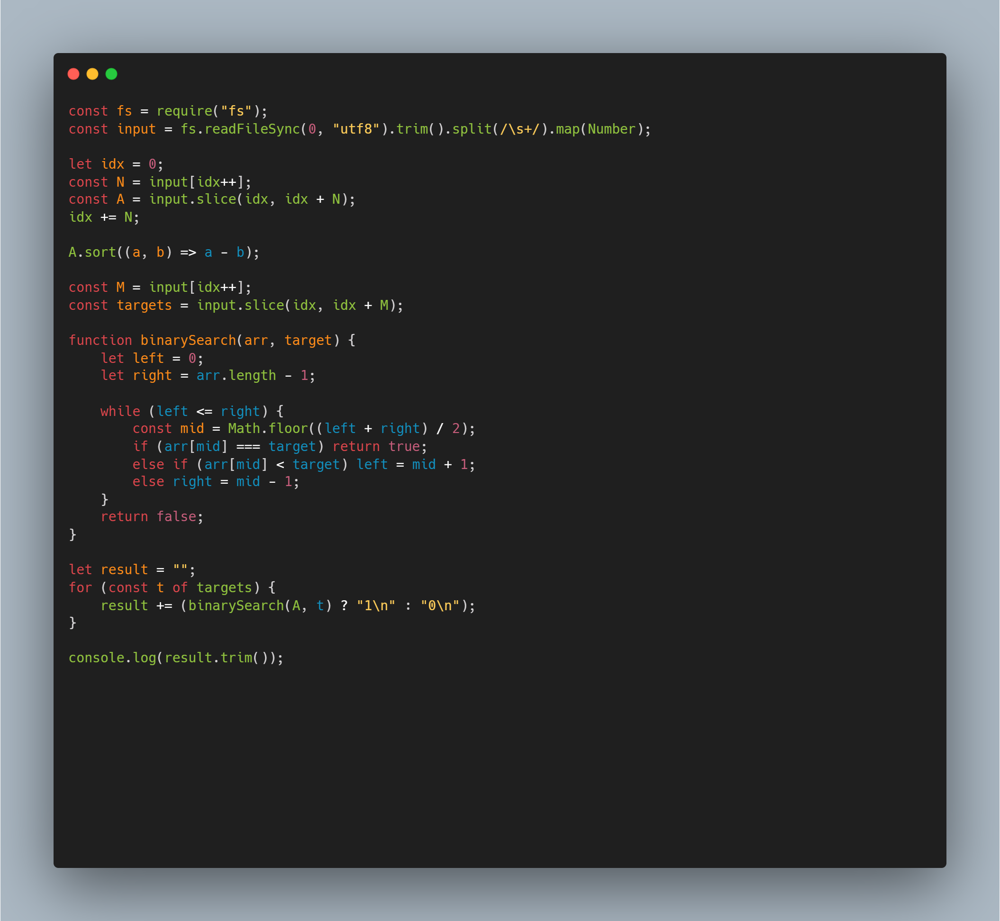 const fs = require("fs");
const input = fs.readFileSync(0, "utf8").trim().split(/\s+/).map(Number);

let idx = 0;
const N = input[idx++];
const A = input.slice(idx, idx + N);
idx += N;

A.sort((a, b) => a - b);

const M = input[idx++];
const targets = input.slice(idx, idx + M);

function binarySearch(arr, target) {
    let left = 0;
    let right = arr.length - 1;

    while (left <= right) {
        const mid = Math.floor((left + right) / 2);
        if (arr[mid] === target) return true;
        else if (arr[mid] < target) left = mid + 1;
        else right = mid - 1;
    }
    return false;
}

let result = "";
for (const t of targets) {
    result += (binarySearch(A, t) ? "1\n" : "0\n");
}

console.log(result.trim());